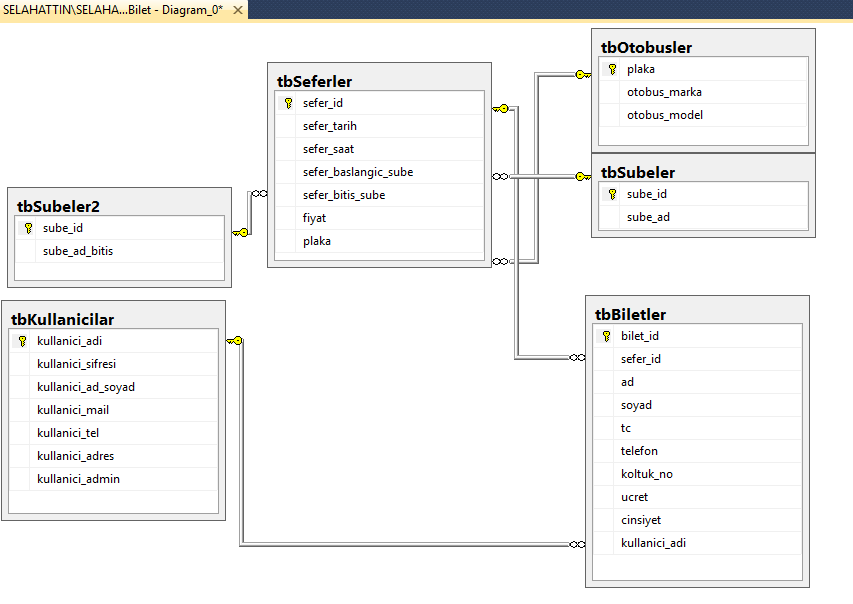 SELAHATTIN\SELAHA...Bilet - Diagram_0*
tbSeferler
sefer_id
sefer_tarih
sefer_saat
sefer_baslangic_sube
sefer_bitis_sube
fiyat
plaka
tbOtobusler
plaka
otobus_marka
otobus_model
tbSubeler
sube_id
sube_ad
tbSubeler2
sube_id
sube_ad_bitis
tbKullanicilar
kullanici_adi
kullanici_sifresi
kullanici_ad_soyad
kullanici_mail
kullanici_tel
kullanici_adres
kullanici_admin
tbBiletler
bilet_id
sefer_id
ad
soyad
tc
telefon
koltuk_no
ucret
cinsiyet
kullanici_adi